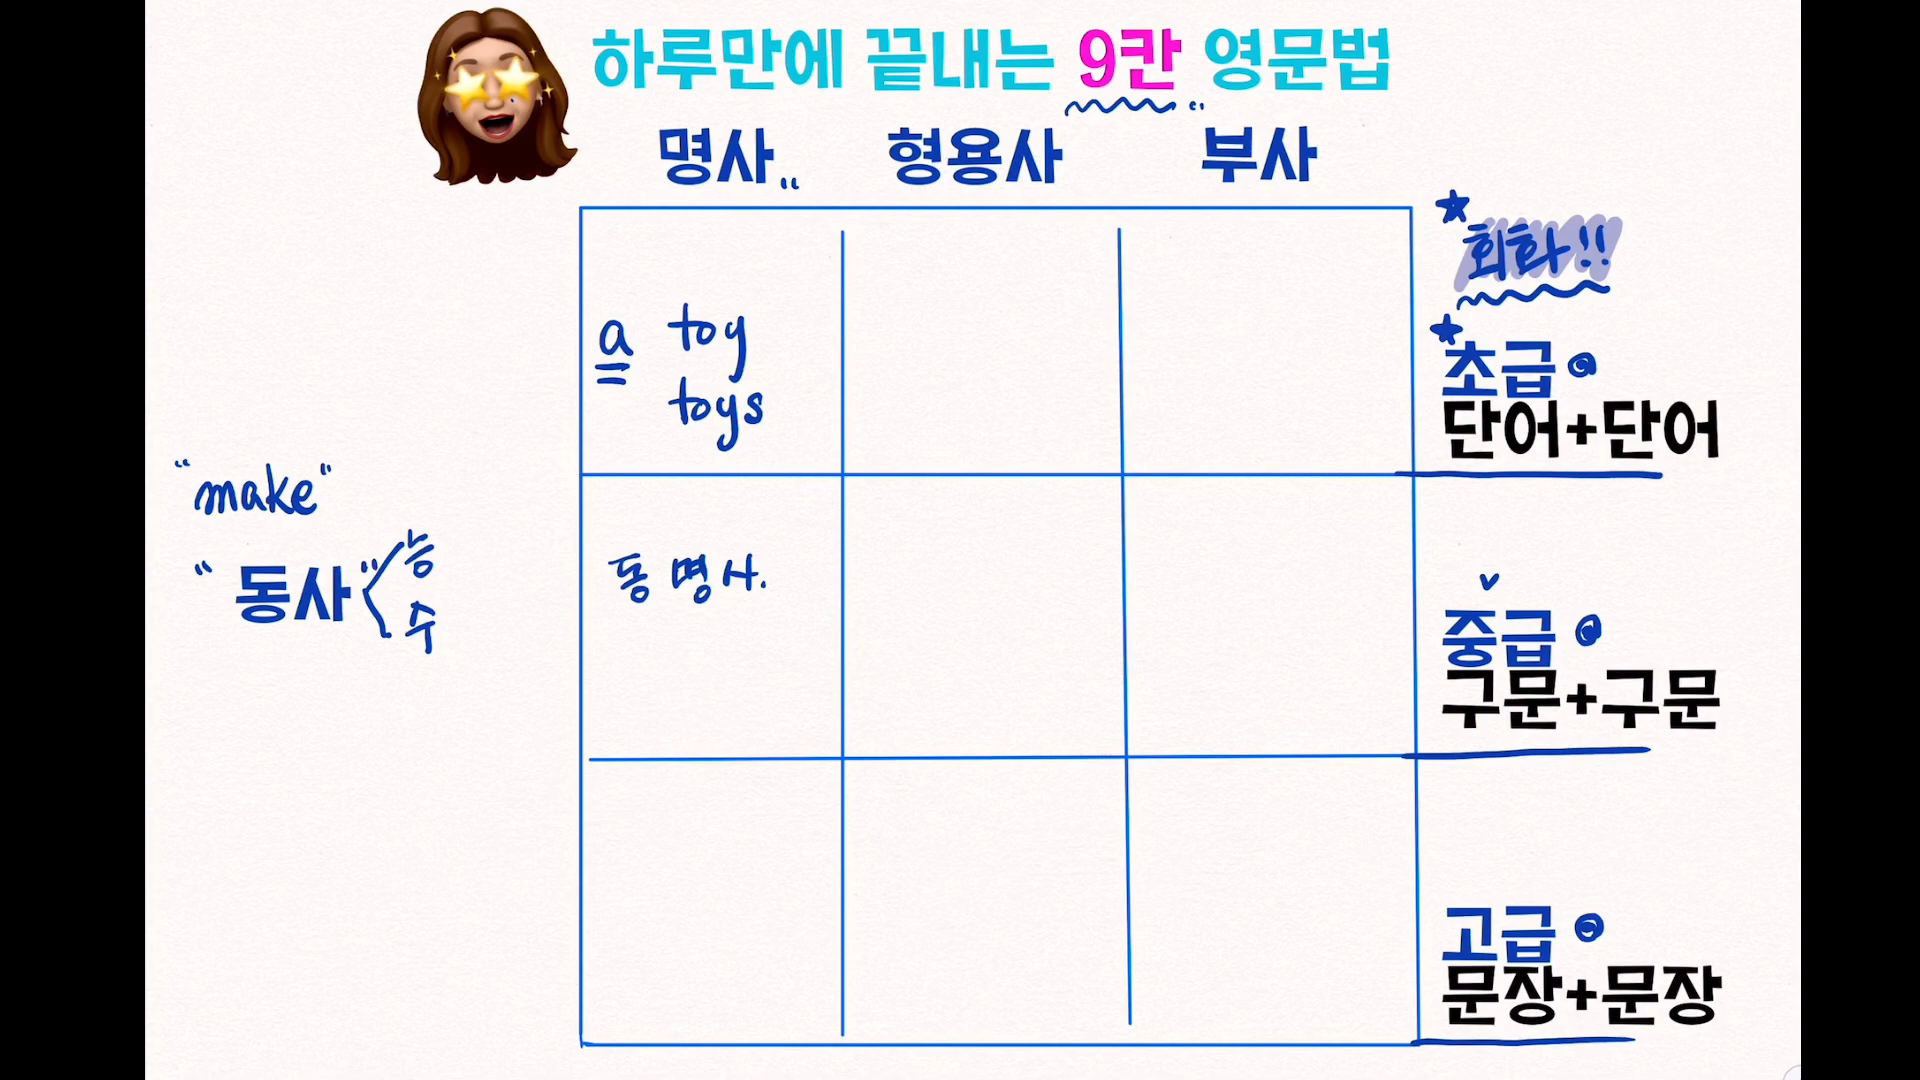 하루만에 끝내는 9칸 영문법
명사 형용사 부사
회화!!
a toy
toys
초급
단어+단어
"make"
"동사" 능
수
동명사.
중급
구문+구문
고급
문장+문장